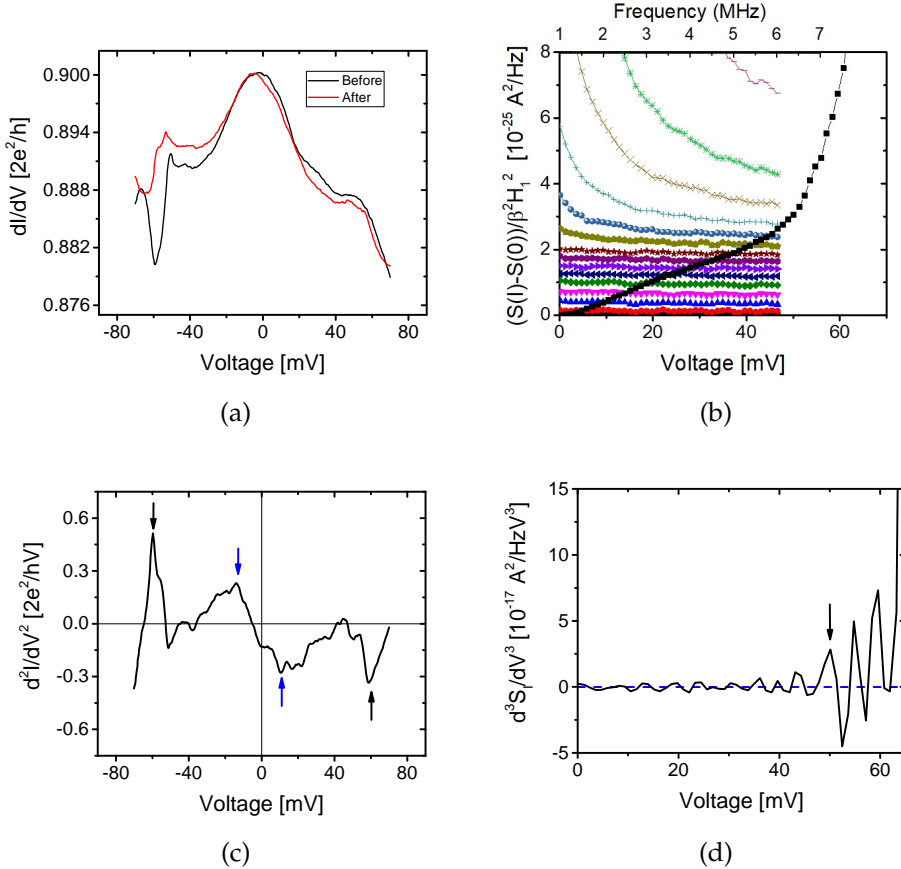 0.900
0.894
0.888
0.882
0.876
dI/dV [2e²/h]
Before
After
-80 -40 0 40 80
Voltage [mV]
(a)
Frequency (MHz)
1 2 3 4 5 6 7
8
6
4
2
0
(S(I)-S(0))/β²H₁² [10⁻²⁵ A²/Hz]
0 20 40 60
Voltage [mV]
(b)
0.6
0.3
0.0
-0.3
-0.6
d²I/dV² [2e²/hV]
-80 -40 0 40 80
Voltage [mV]
(c)
15
10
5
0
-5
d³Sᵢ/dV³ [10⁻¹⁷ A²/HzV³]
0 20 40 60
Voltage [mV]
(d)